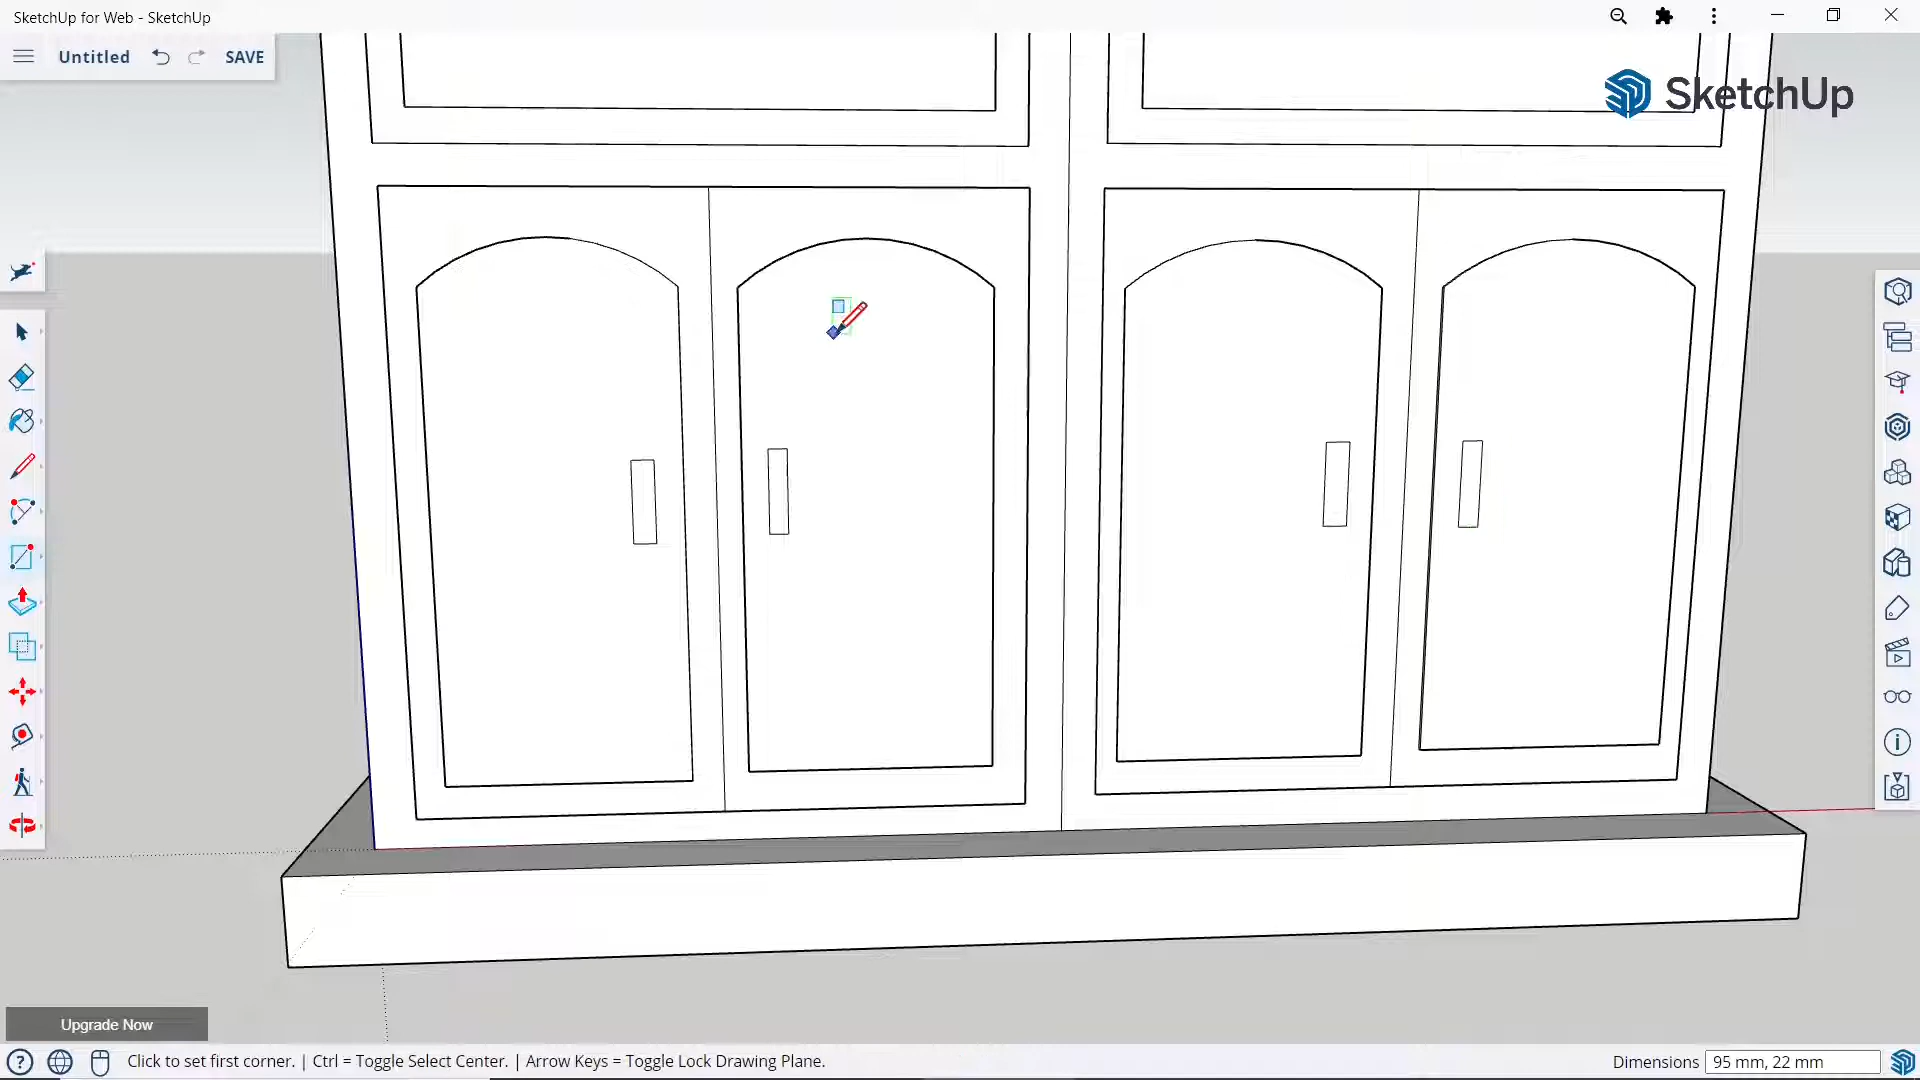 SketchUp for Web - SketchUp
Untitled
SAVE
SketchUp
Upgrade Now
Click to set first corner. | Ctrl = Toggle Select Center. | Arrow Keys = Toggle Lock Drawing Plane.
Dimensions 95 mm, 22 mm